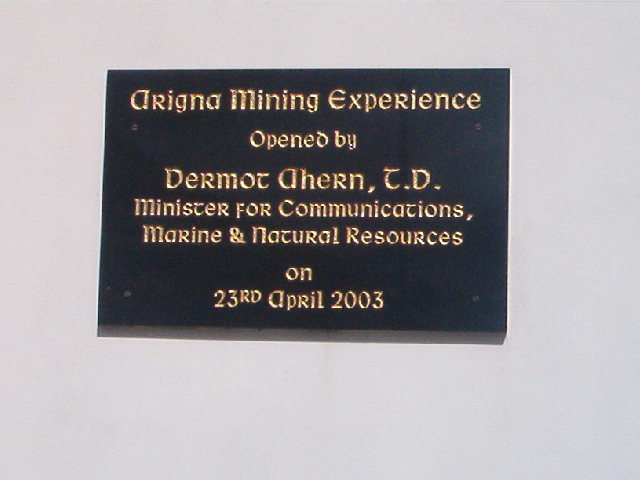 Arigna Mining Experience
Opened by
Dermot Ahern, T.D.
Minister for Communications,
Marine & Natural Resources
on
23rd April 2003